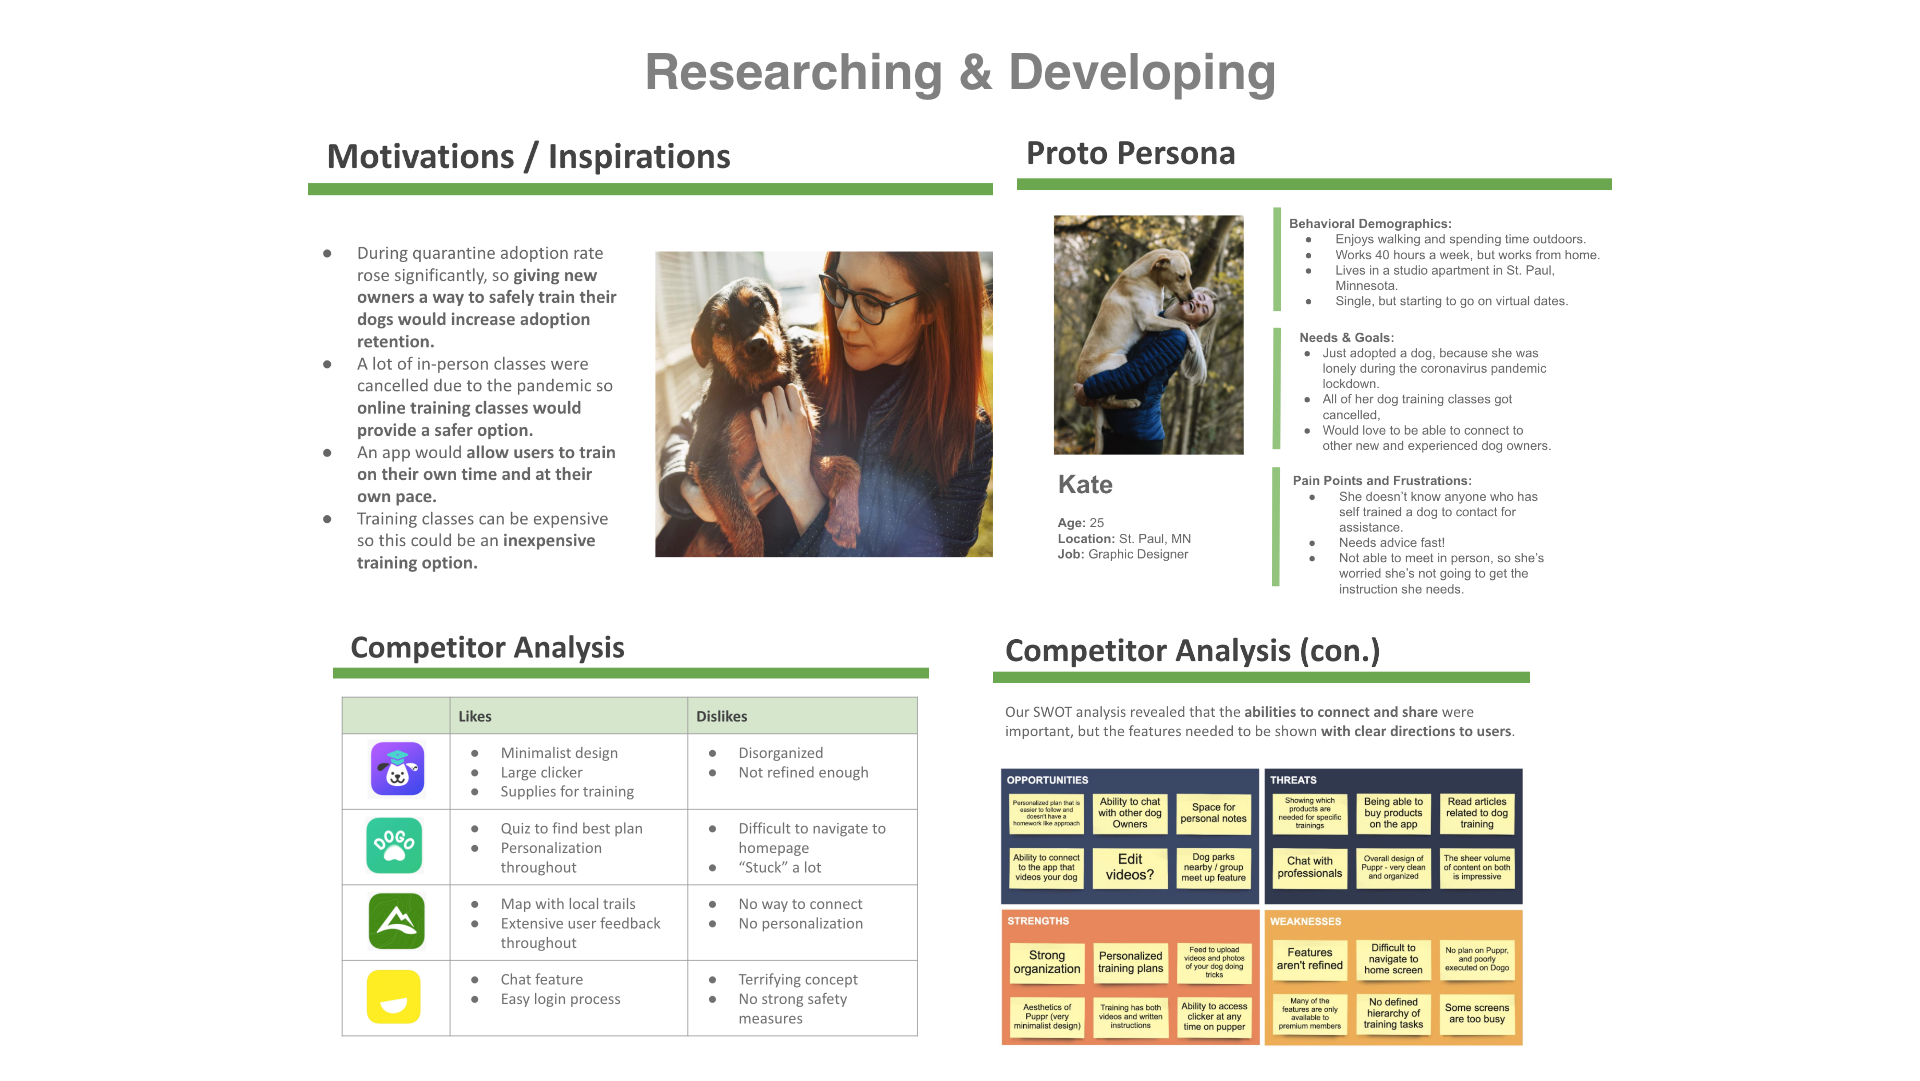 Researching & Developing
Motivations / Inspirations
● During quarantine adoption rate
rose significantly, so giving new
owners a way to safely train their
dogs would increase adoption
retention.
● A lot of in-person classes were
cancelled due to the pandemic so
online training classes would
provide a safer option.
● An app would allow users to train
on their own time and at their
own pace.
● Training classes can be expensive
so this could be an inexpensive
training option.
Proto Persona
Kate
Age: 25
Location: St. Paul, MN
Job: Graphic Designer
Behavioral Demographics:
● Enjoys walking and spending time outdoors.
● Works 40 hours a week, but works from home.
● Lives in a studio apartment in St. Paul,
Minnesota.
● Single, but starting to go on virtual dates.
Needs & Goals:
● Just adopted a dog, because she was
lonely during the coronavirus pandemic
lockdown.
● All of her dog training classes got
cancelled,
● Would love to be able to connect to
other new and experienced dog owners.
Pain Points and Frustrations:
● She doesn't know anyone who has
self trained a dog to contact for
assistance.
● Needs advice fast!
● Not able to meet in person, so she's
worried she's not going to get the
instruction she needs.
Competitor Analysis
Likes
Dislikes
● Minimalist design
● Large clicker
● Supplies for training
● Disorganized
● Not refined enough
DOGO
● Quiz to find best plan
● Personalization
throughout
● Difficult to navigate to
homepage
● “Stuck” a lot
● Map with local trails
● Extensive user feedback
throughout
● No way to connect
● No personalization
● Chat feature
● Easy login process
● Terrifying concept
● No strong safety
measures
Competitor Analysis (con.)
Our SWOT analysis revealed that the abilities to connect and share were
important, but the features needed to be shown with clear directions to users.
OPPORTUNITIES
Personalized plan that is
easier to follow and
doesn't have a
homework like approach
Ability to chat
with other dog
Owners
Space for
personal notes
Ability to connect
to the app that
videos your dog
Edit
videos?
Dog parks
nearby / group
meet up feature
THREATS
Showing which
products are
needed for specific
trainings
Being able to
buy products
on the app
Read articles
related to dog
training
Chat with
professionals
Overall design of
Puppr - very clean
and organized
The sheer volume
of content on both
is impressive
STRENGTHS
Strong
organization
Personalized
training plans
Feed to upload
videos and photos
of your dog doing
tricks
Aesthetics of
Puppr (very
minimalist design)
Training has both
videos and written
instructions
Ability to access
clicker at any
time on pupper
WEAKNESSES
Features
aren't refined
Difficult to
navigate to
home screen
No plan on Puppr,
and poorly
executed on Dogo
Many of the
features are only
available to
premium members
No defined
hierarchy of
training tasks
Some screens
are too busy